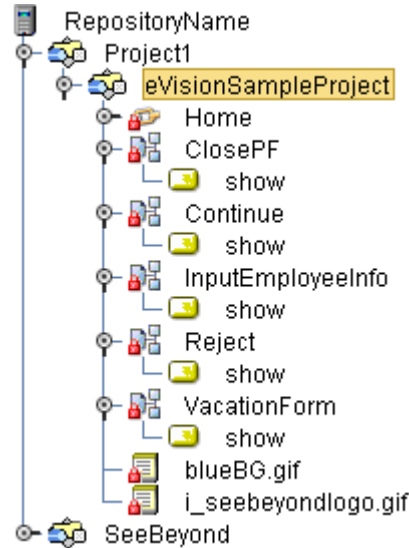 RepositoryName
Project1
eVisionSampleProject
Home
ClosePF
show
Continue
show
InputEmployeeInfo
show
Reject
show
VacationForm
show
blueBG.gif
i_seebeyondlogo.gif
SeeBeyond